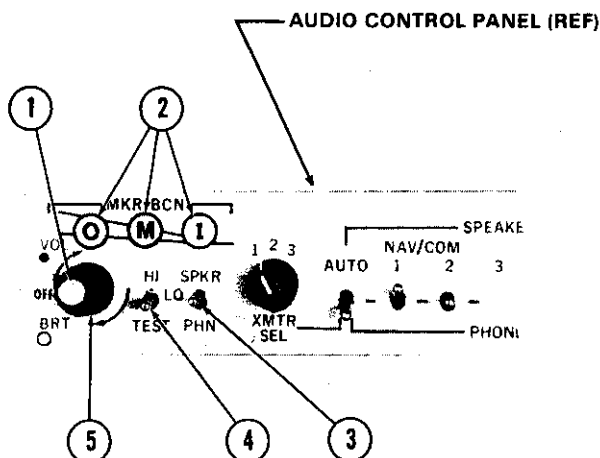 AUDIO CONTROL PANEL (REF)
1 2
MKR BCN
O M I
SPEAKE
VOL
1 2 3
NAV/COM
AUTO 1 2 3
HI SPKR
OFF LO
BRT TEST PHN
XMTR
SEL
PHON
5 4 3